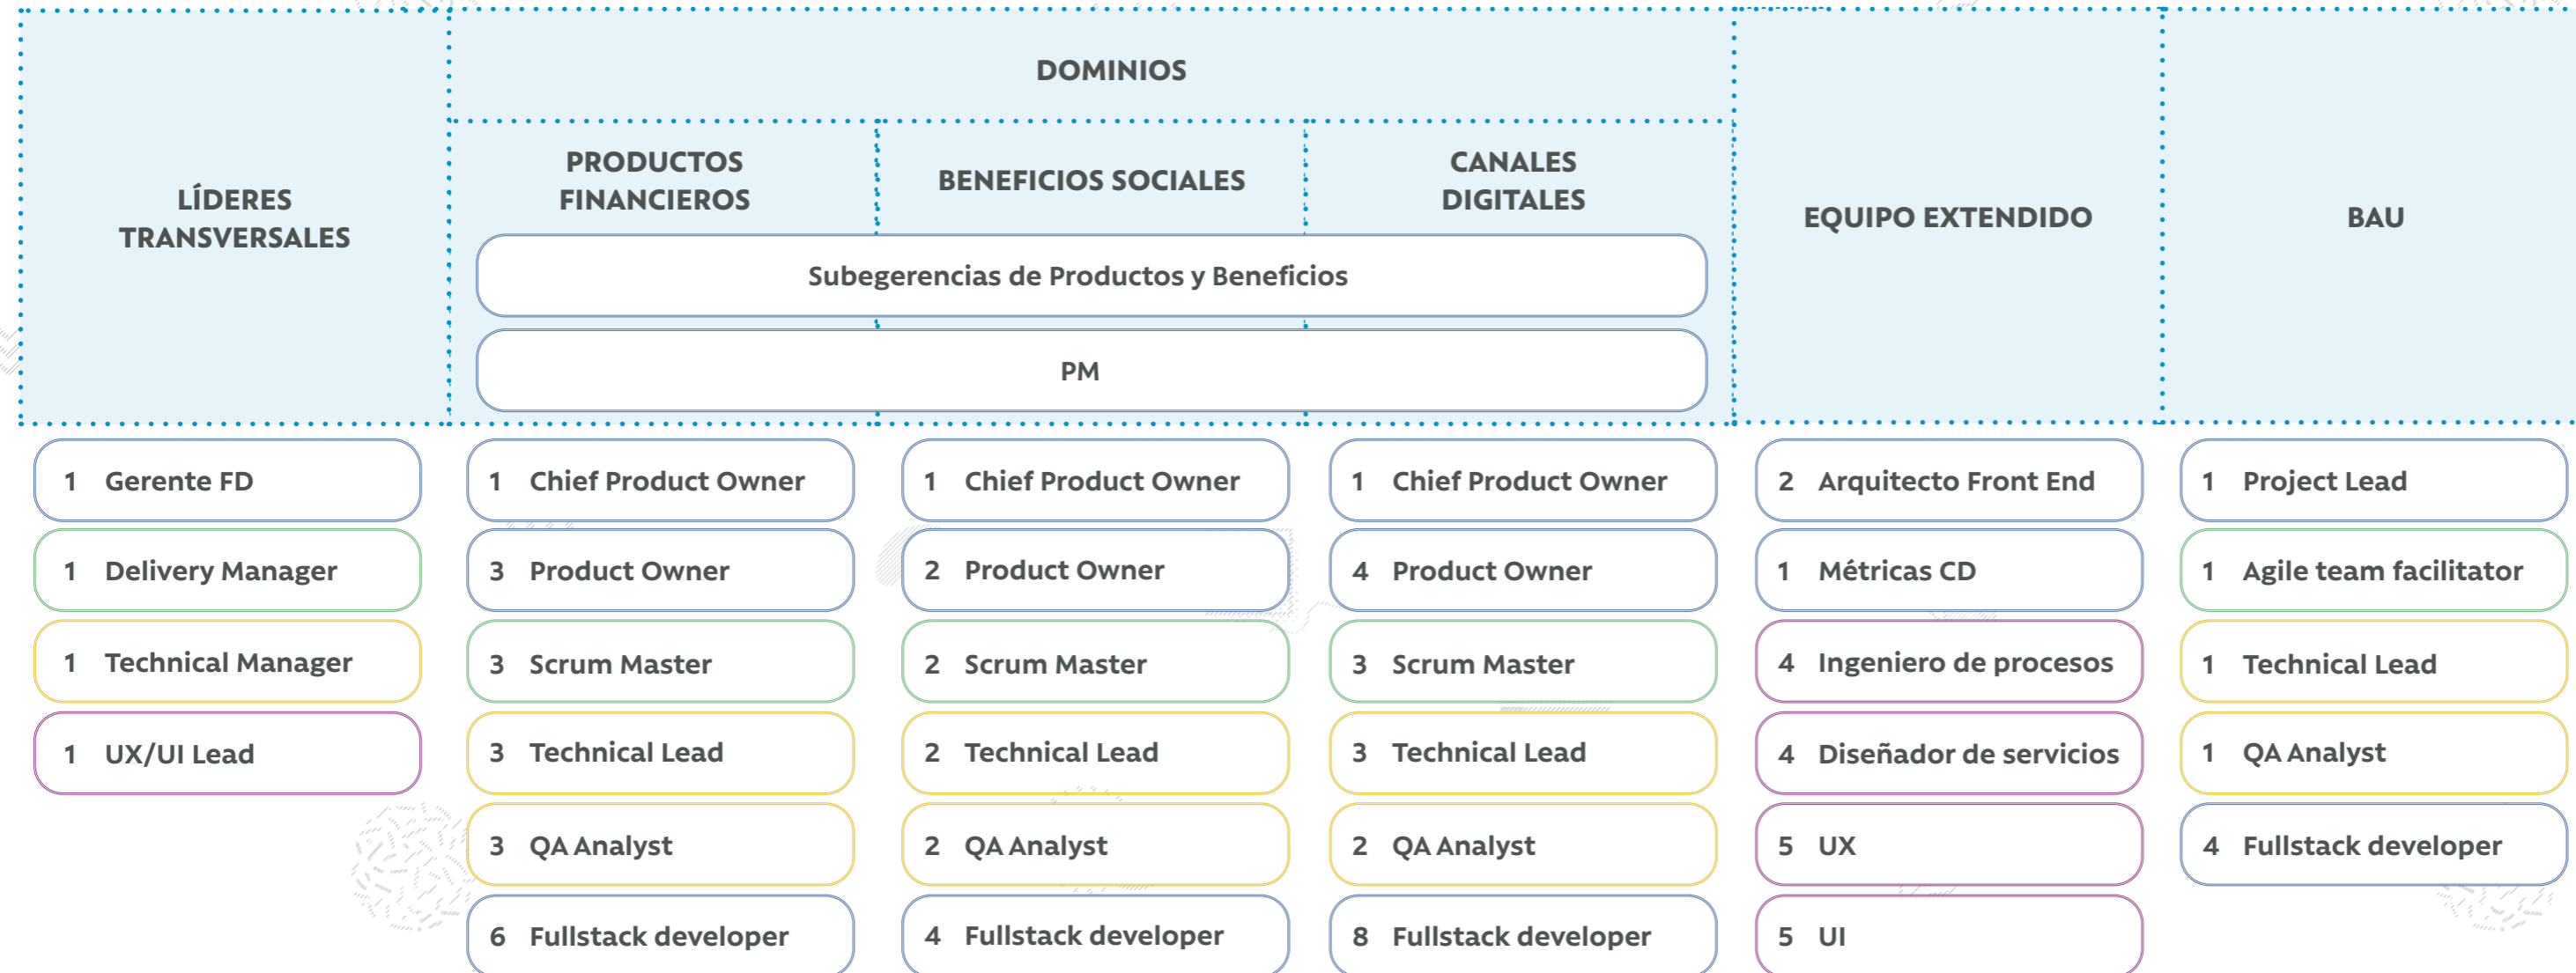 DOMINIOS
LÍDERES
TRANSVERSALES
PRODUCTOS
FINANCIEROS
BENEFICIOS SOCIALES
CANALES
DIGITALES
EQUIPO EXTENDIDO
BAU
Subegerencias de Productos y Beneficios
PM
1 Gerente FD
1 Delivery Manager
1 Technical Manager
1 UX/UI Lead
1 Chief Product Owner
3 Product Owner
3 Scrum Master
3 Technical Lead
3 QA Analyst
6 Fullstack developer
1 Chief Product Owner
2 Product Owner
2 Scrum Master
2 Technical Lead
2 QA Analyst
4 Fullstack developer
1 Chief Product Owner
4 Product Owner
3 Scrum Master
3 Technical Lead
2 QA Analyst
8 Fullstack developer
2 Arquitecto Front End
1 Métricas CD
4 Ingeniero de procesos
4 Diseñador de servicios
5 UX
5 UI
1 Project Lead
1 Agile team facilitator
1 Technical Lead
1 QA Analyst
4 Fullstack developer